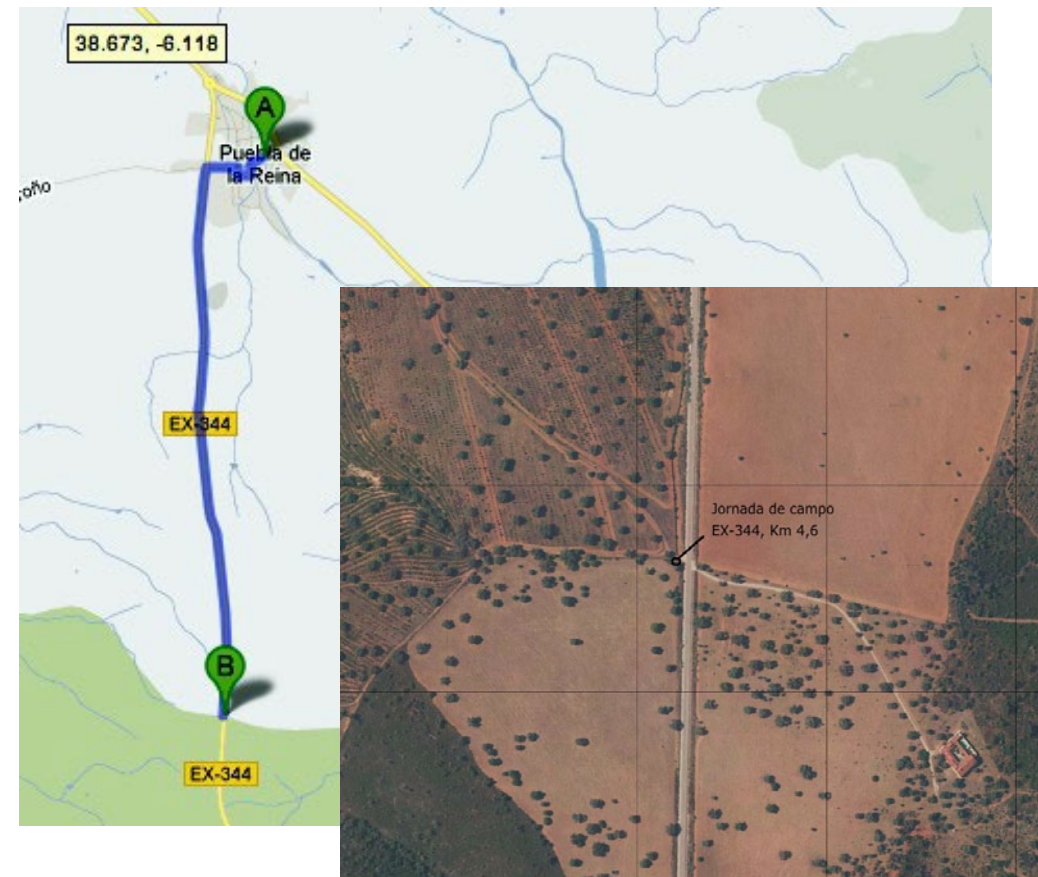 38.673, -6.118
A
Puebla de
la Reina
oño
EX-344
Jornada de campo
EX-344, Km 4,6
B
EX-344